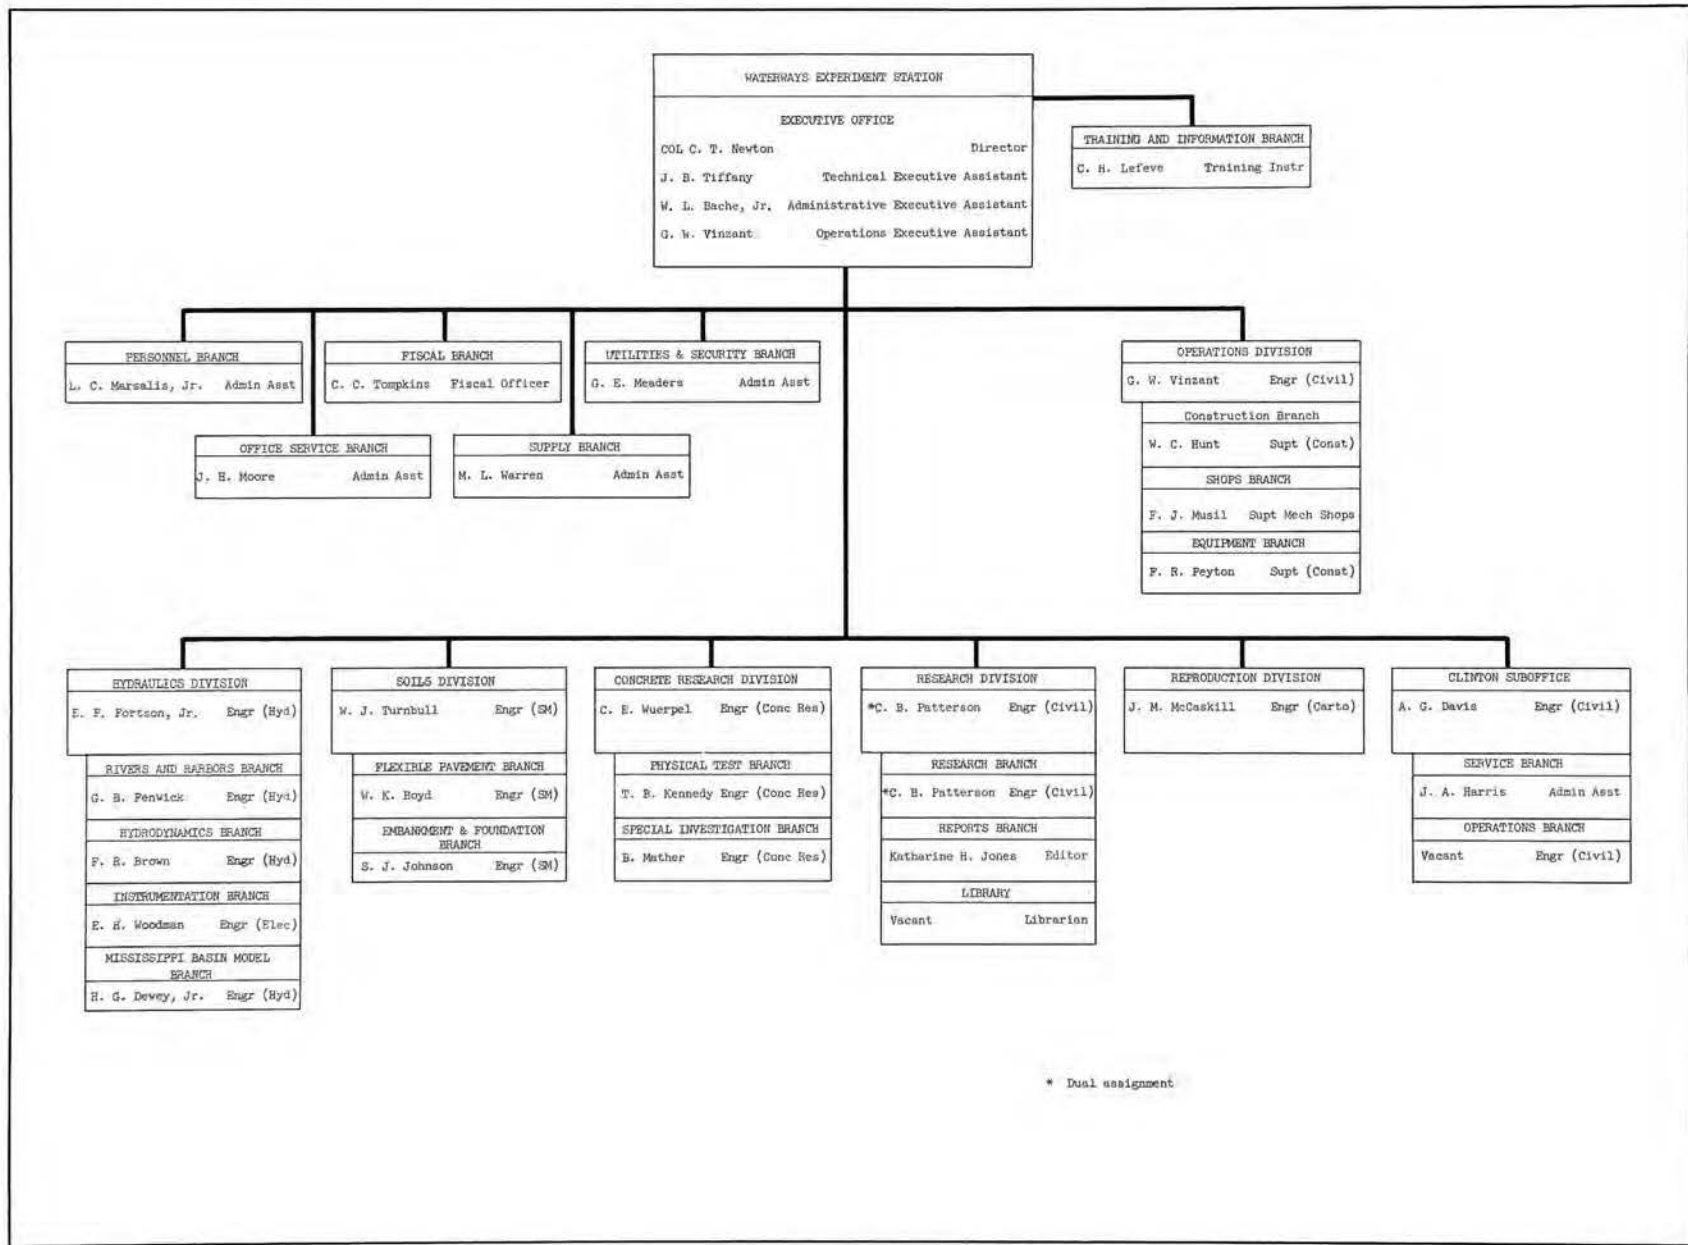 WATERWAYS EXPERIMENT STATION
EXECUTIVE OFFICE
COL C. T. Newton Director
J. B. Tiffany Technical Executive Assistant
W. L. Bache, Jr. Administrative Executive Assistant
G. W. Vinzant Operations Executive Assistant
TRAINING AND INFORMATION BRANCH
C. H. Lefeve Training Instr
PERSONNEL BRANCH
L. C. Marsalis, Jr. Admin Asst
FISCAL BRANCH
C. C. Tompkins Fiscal Officer
UTILITIES & SECURITY BRANCH
G. E. Meaders Admin Asst
OFFICE SERVICE BRANCH
J. H. Moore Admin Asst
SUPPLY BRANCH
M. L. Warren Admin Asst
OPERATIONS DIVISION
G. W. Vinzant Engr (Civil)
Construction Branch
W. C. Hunt Supt (Const)
SHOPS BRANCH
F. J. Musil Supt Mech Shops
EQUIPMENT BRANCH
F. R. Peyton Supt (Const)
HYDRAULICS DIVISION
E. P. Fortson, Jr. Engr (Hyd)
RIVERS AND HARBORS BRANCH
G. B. Fenwick Engr (Hyd)
HYDRODYNAMICS BRANCH
F. R. Brown Engr (Hyd)
INSTRUMENTATION BRANCH
E. H. Woodman Engr (Elec)
MISSISSIPPI BASIN MODEL
BRANCH
H. G. Dewey, Jr. Engr (Hyd)
SOILS DIVISION
W. J. Turnbull Engr (SM)
FLEXIBLE PAVEMENT BRANCH
W. K. Boyd Engr (SM)
EMBANKMENT & FOUNDATION
BRANCH
S. J. Johnson Engr (SM)
CONCRETE RESEARCH DIVISION
C. E. Wuerpel Engr (Conc Res)
PHYSICAL TEST BRANCH
T. B. Kennedy Engr (Conc Res)
SPECIAL INVESTIGATION BRANCH
B. Mather Engr (Conc Res)
RESEARCH DIVISION
*C. B. Patterson Engr (Civil)
RESEARCH BRANCH
*C. B. Patterson Engr (Civil)
REPORTS BRANCH
Katharine H. Jones Editor
LIBRARY
Vacant Librarian
REPRODUCTION DIVISION
J. M. McCaskill Engr (Carto)
CLINTON SUBOFFICE
A. G. Davis Engr (Civil)
SERVICE BRANCH
J. A. Harris Admin Asst
OPERATIONS BRANCH
Vacant Engr (Civil)
* Dual assignment